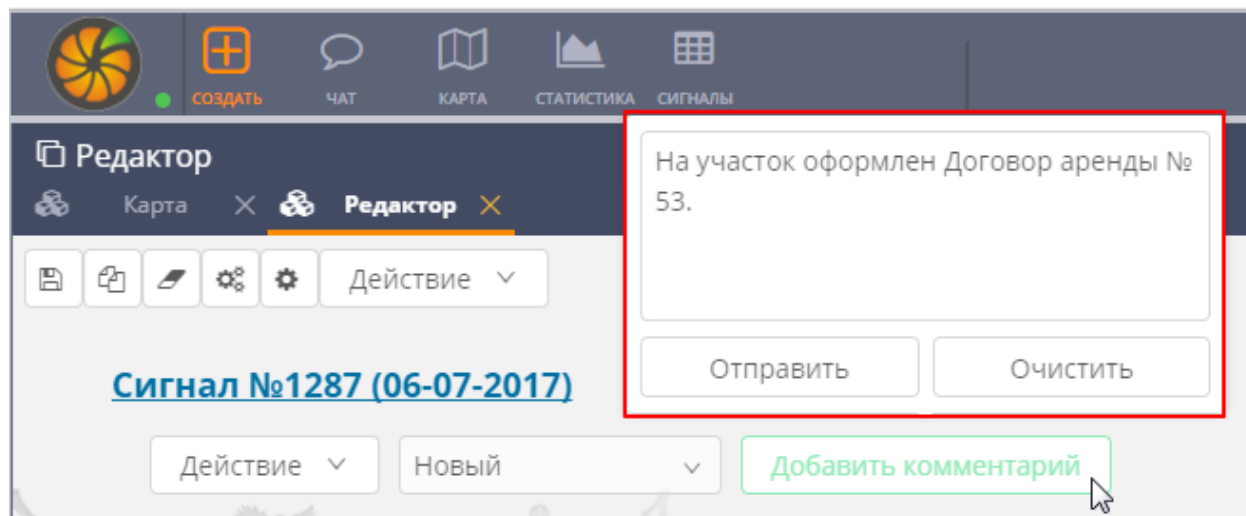 СОЗДАТЬ ЧАТ КАРТА СТАТИСТИКА СИГНАЛЫ
Редактор
Карта Редактор
На участок оформлен Договор аренды №
53.
Действие
Отправить Очистить
Сигнал №1287 (06-07-2017)
Действие Новый Добавить комментарий